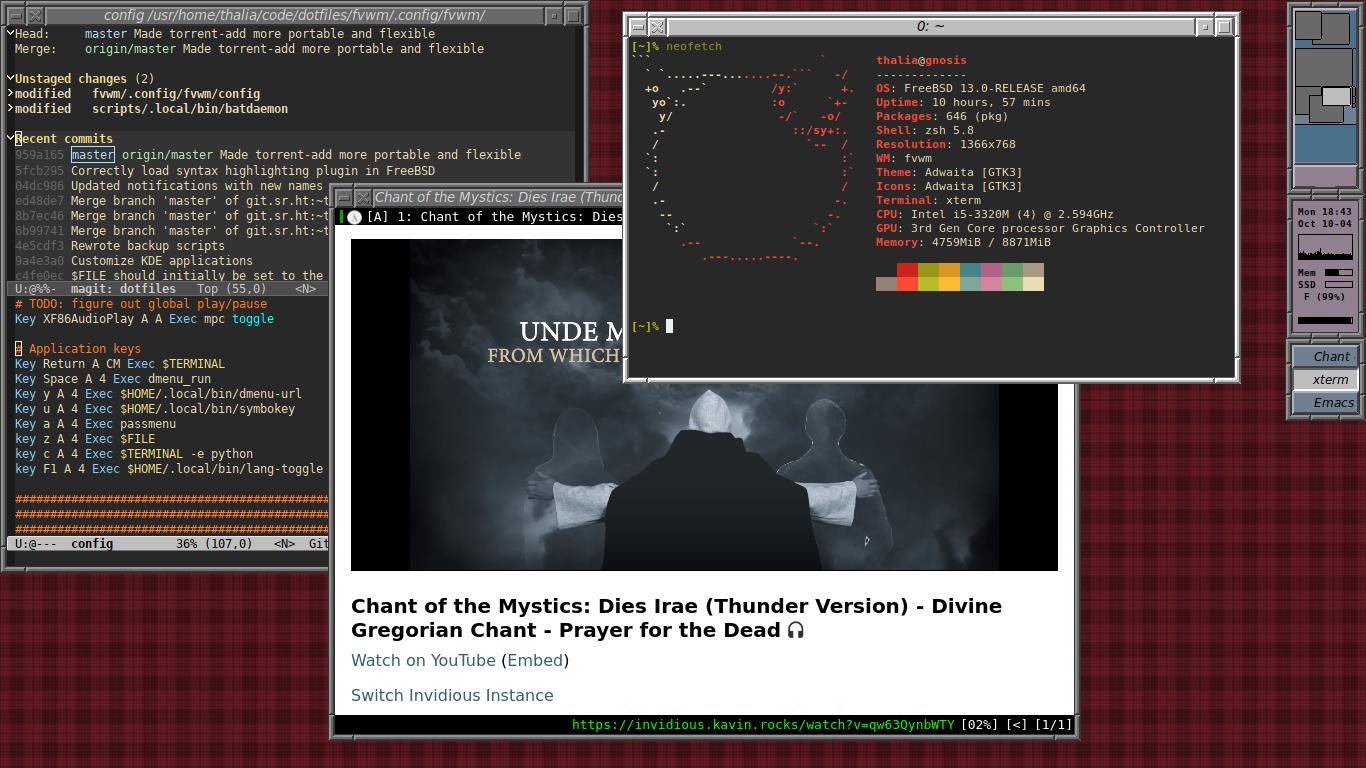 config /usr/home/thalia/code/dotfiles/fvwm/.config/fvwm/
Head:     master Made torrent-add more portable and flexible
Merge:    origin/master Made torrent-add more portable and flexible
Unstaged changes (2)
modified   fvwm/.config/fvwm/config
modified   scripts/.local/bin/batdaemon
Recent commits
959a165 master origin/master Made torrent-add more portable and flexible
5fcb295 Correctly load syntax highlighting plugin in FreeBSD
04dc986 Updated notifications with new names
ed48de7 Merge branch 'master' of git.sr.ht:~t
8b7ec46 Merge branch 'master' of git.sr.ht:~t
6b99741 Merge branch 'master' of git.sr.ht:~t
4e5cdf3 Rewrote backup scripts
9a4e3a0 Customize KDE applications
c4fe0ec $FILE should initially be set to the
U:@%%-  magit: dotfiles   Top (55,0)    <N>
# TODO: figure out global play/pause
Key XF86AudioPlay A A Exec mpc toggle
# Application keys
Key Return A CM Exec $TERMINAL
Key Space A 4 Exec dmenu_run
Key y A 4 Exec $HOME/.local/bin/dmenu-url
Key u A 4 Exec $HOME/.local/bin/symbokey
Key a A 4 Exec passmenu
key z A 4 Exec $FILE
key c A 4 Exec $TERMINAL -e python
key F1 A 4 Exec $HOME/.local/bin/lang-toggle
##############################################
##############################################
##############################################
U:@---  config         36% (107,0)   <N>  Git
Chant of the Mystics: Dies Irae (Thun
[A] 1: Chant of the Mystics: Dies
UNDE M
FROM WHICH
Chant of the Mystics: Dies Irae (Thunder Version) - Divine
Gregorian Chant - Prayer for the Dead
Watch on YouTube (Embed)
Switch Invidious Instance
https://invidious.kavin.rocks/watch?v=qw63QynbWTY [02%] [<] [1/1]
0: ~
[~]% neofetch
thalia@gnosis
-------------
OS: FreeBSD 13.0-RELEASE amd64
Uptime: 10 hours, 57 mins
Packages: 646 (pkg)
Shell: zsh 5.8
Resolution: 1366x768
WM: fvwm
Theme: Adwaita [GTK3]
Icons: Adwaita [GTK3]
Terminal: xterm
CPU: Intel i5-3320M (4) @ 2.594GHz
GPU: 3rd Gen Core processor Graphics Controller
Memory: 4759MiB / 8871MiB
[~]%
Mon 18:43
Oct 10-04
Mem
SSD
F (99%)
Chant
xterm
Emacs